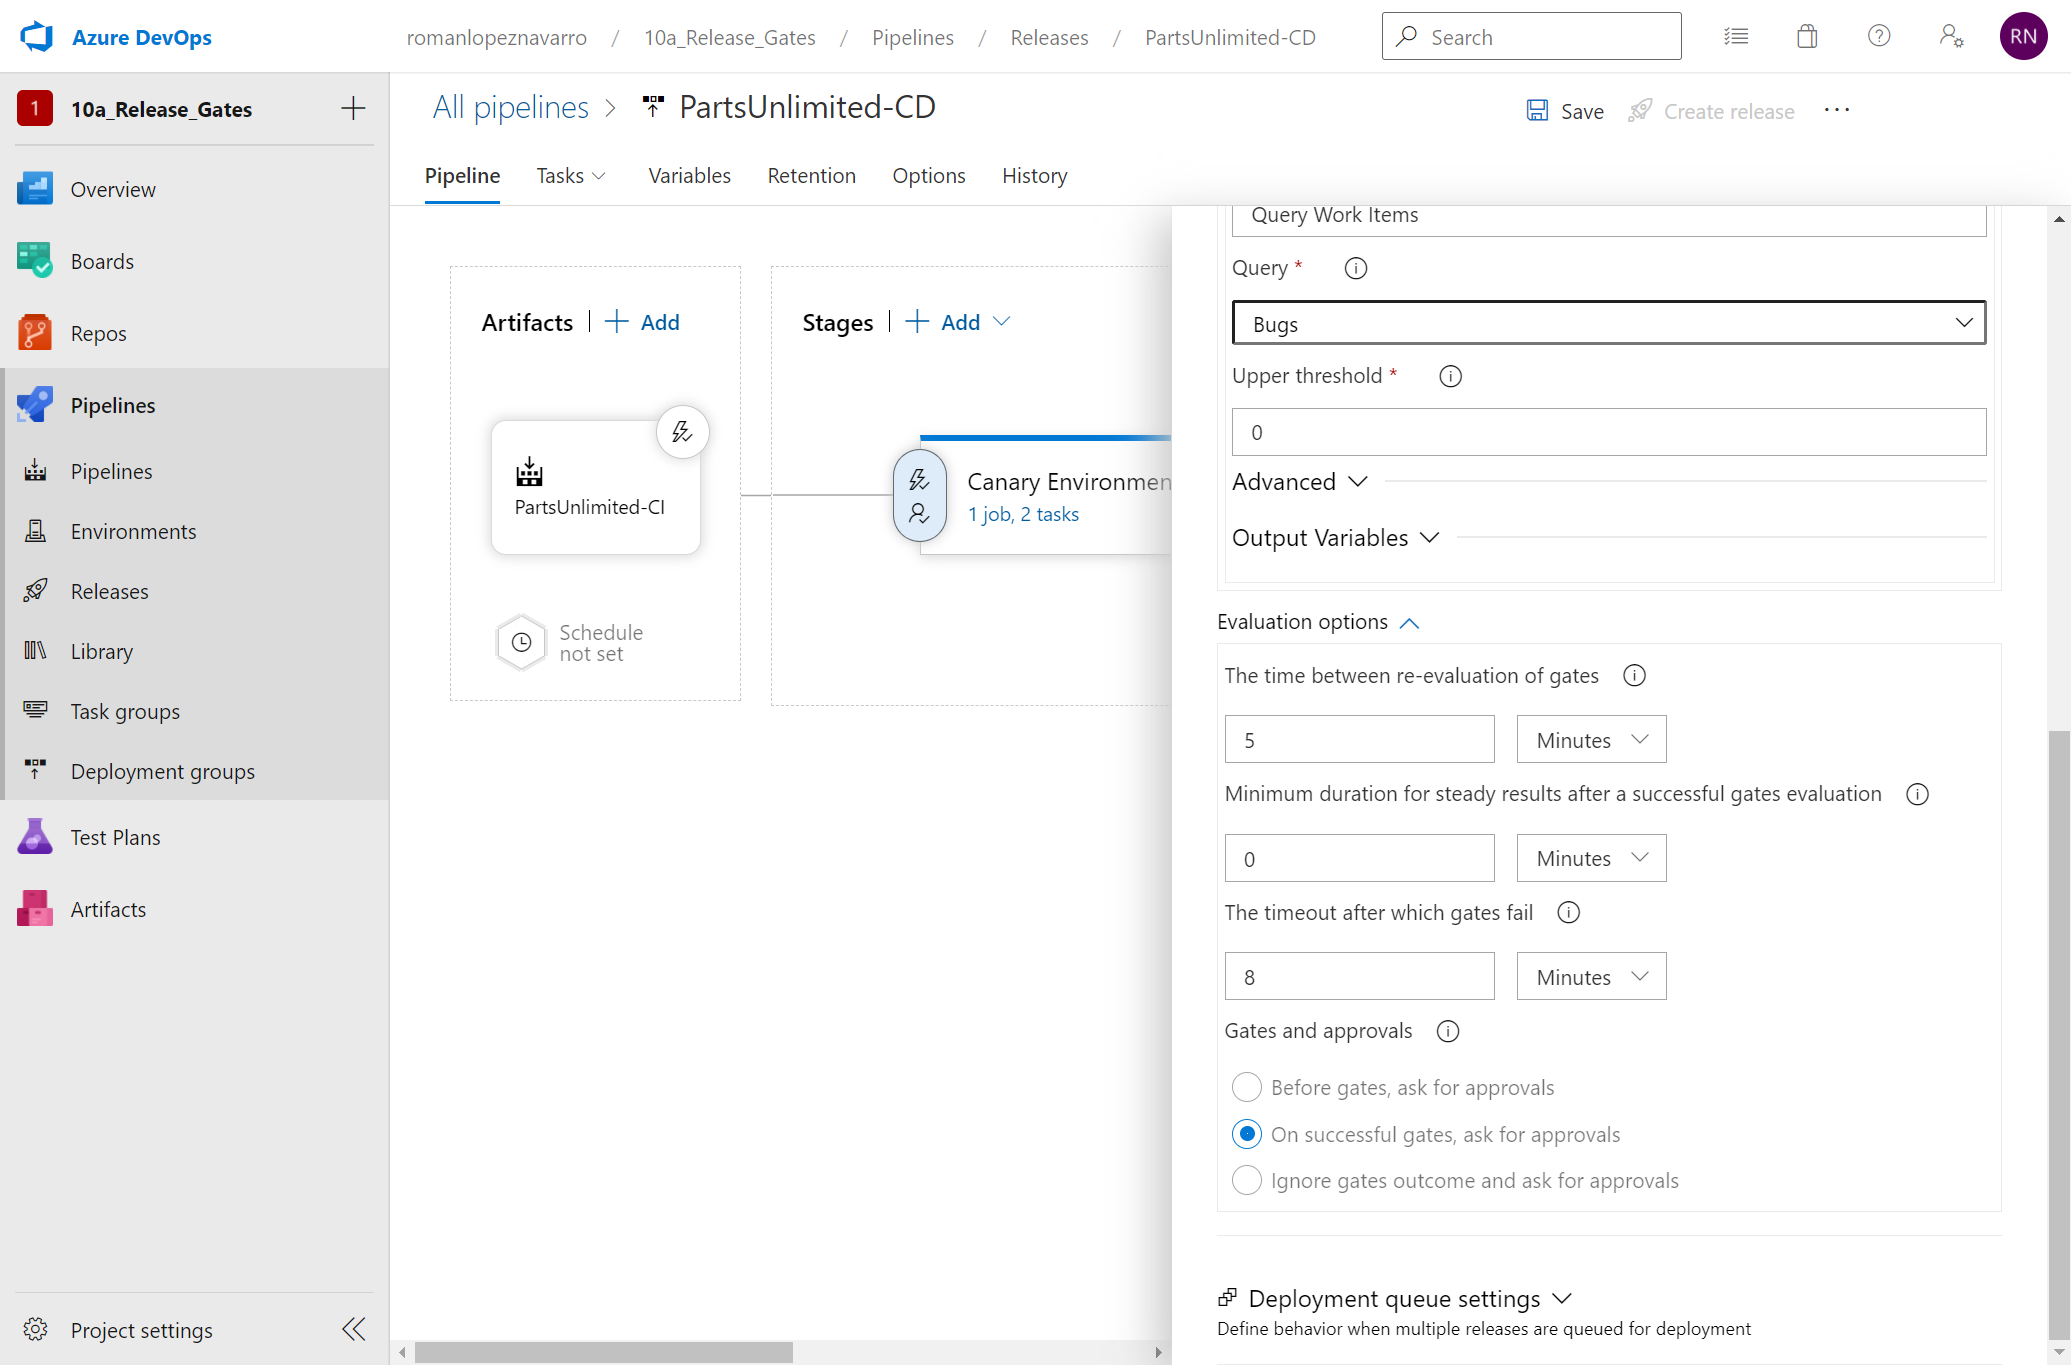 Azure DevOps
romanlopeznavarro / 10a_Release_Gates / Pipelines / Releases / PartsUnlimited-CD
Search
RN
1 10a_Release_Gates
Overview
Boards
Repos
Pipelines
Pipelines
Environments
Releases
Library
Task groups
Deployment groups
Test Plans
Artifacts
Project settings
All pipelines > PartsUnlimited-CD
Save Create release ...
Pipeline Tasks Variables Retention Options History
Artifacts | + Add
PartsUnlimited-CI
Schedule
not set
Stages | + Add
Canary Environmen
1 job, 2 tasks
Query Work Items
Query *
Bugs
Upper threshold *
0
Advanced
Output Variables
Evaluation options
The time between re-evaluation of gates
5 Minutes
Minimum duration for steady results after a successful gates evaluation
0 Minutes
The timeout after which gates fail
8 Minutes
Gates and approvals
Before gates, ask for approvals
On successful gates, ask for approvals
Ignore gates outcome and ask for approvals
Deployment queue settings
Define behavior when multiple releases are queued for deployment